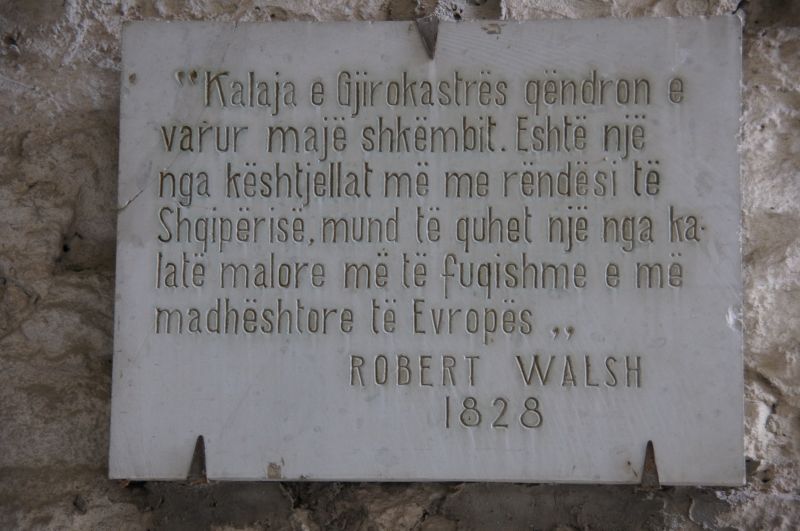 “Kalaja e Gjirokastrës qëndron e
varur majë shkëmbit. Eshtë një
nga kështjellat më me rëndësi të
Shqipërisë, mund të quhet një nga ka-
latë malore më të fuqishme e më
madhështore të Evropës „
ROBERT WALSH
1828